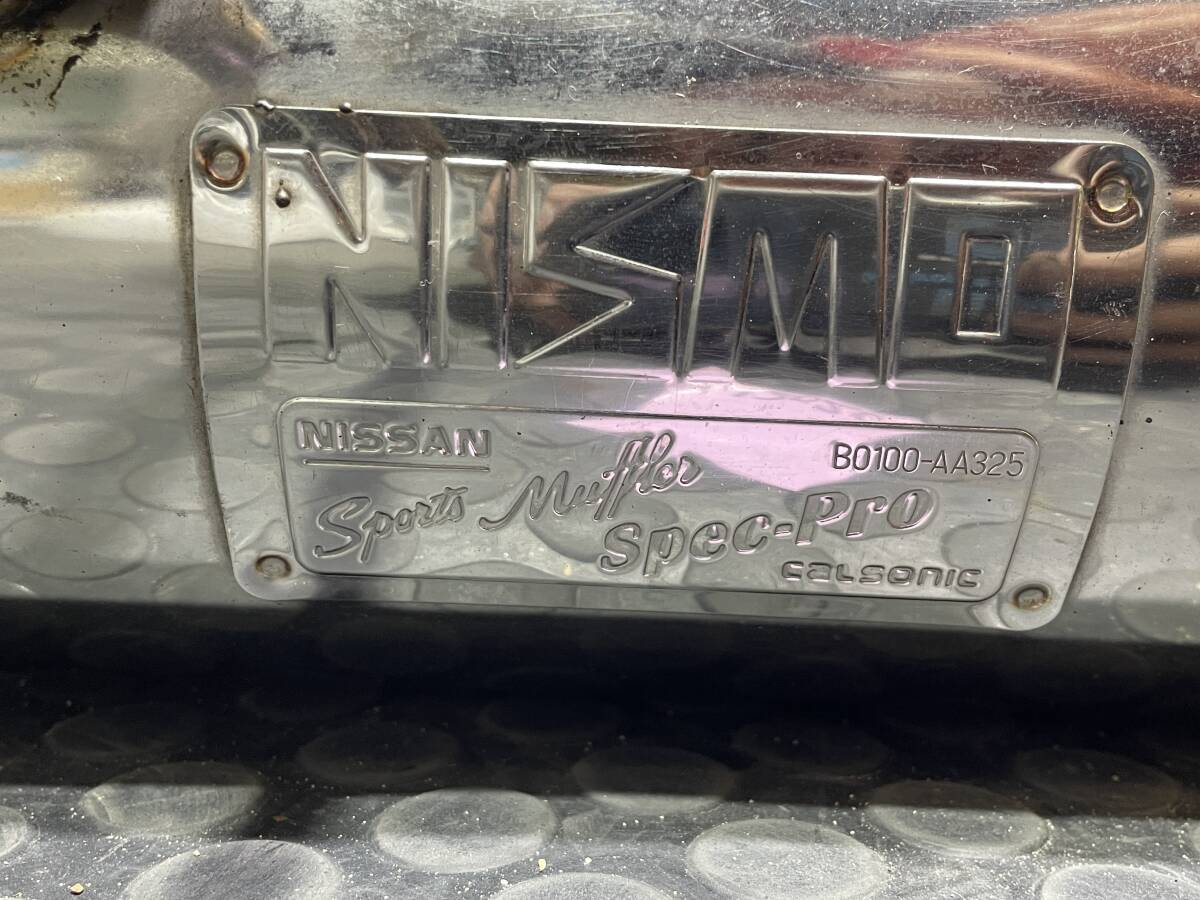 NISMO
NISSAN
B0100-AA325
Sports Muffler
Spec-Pro
CALSONIC